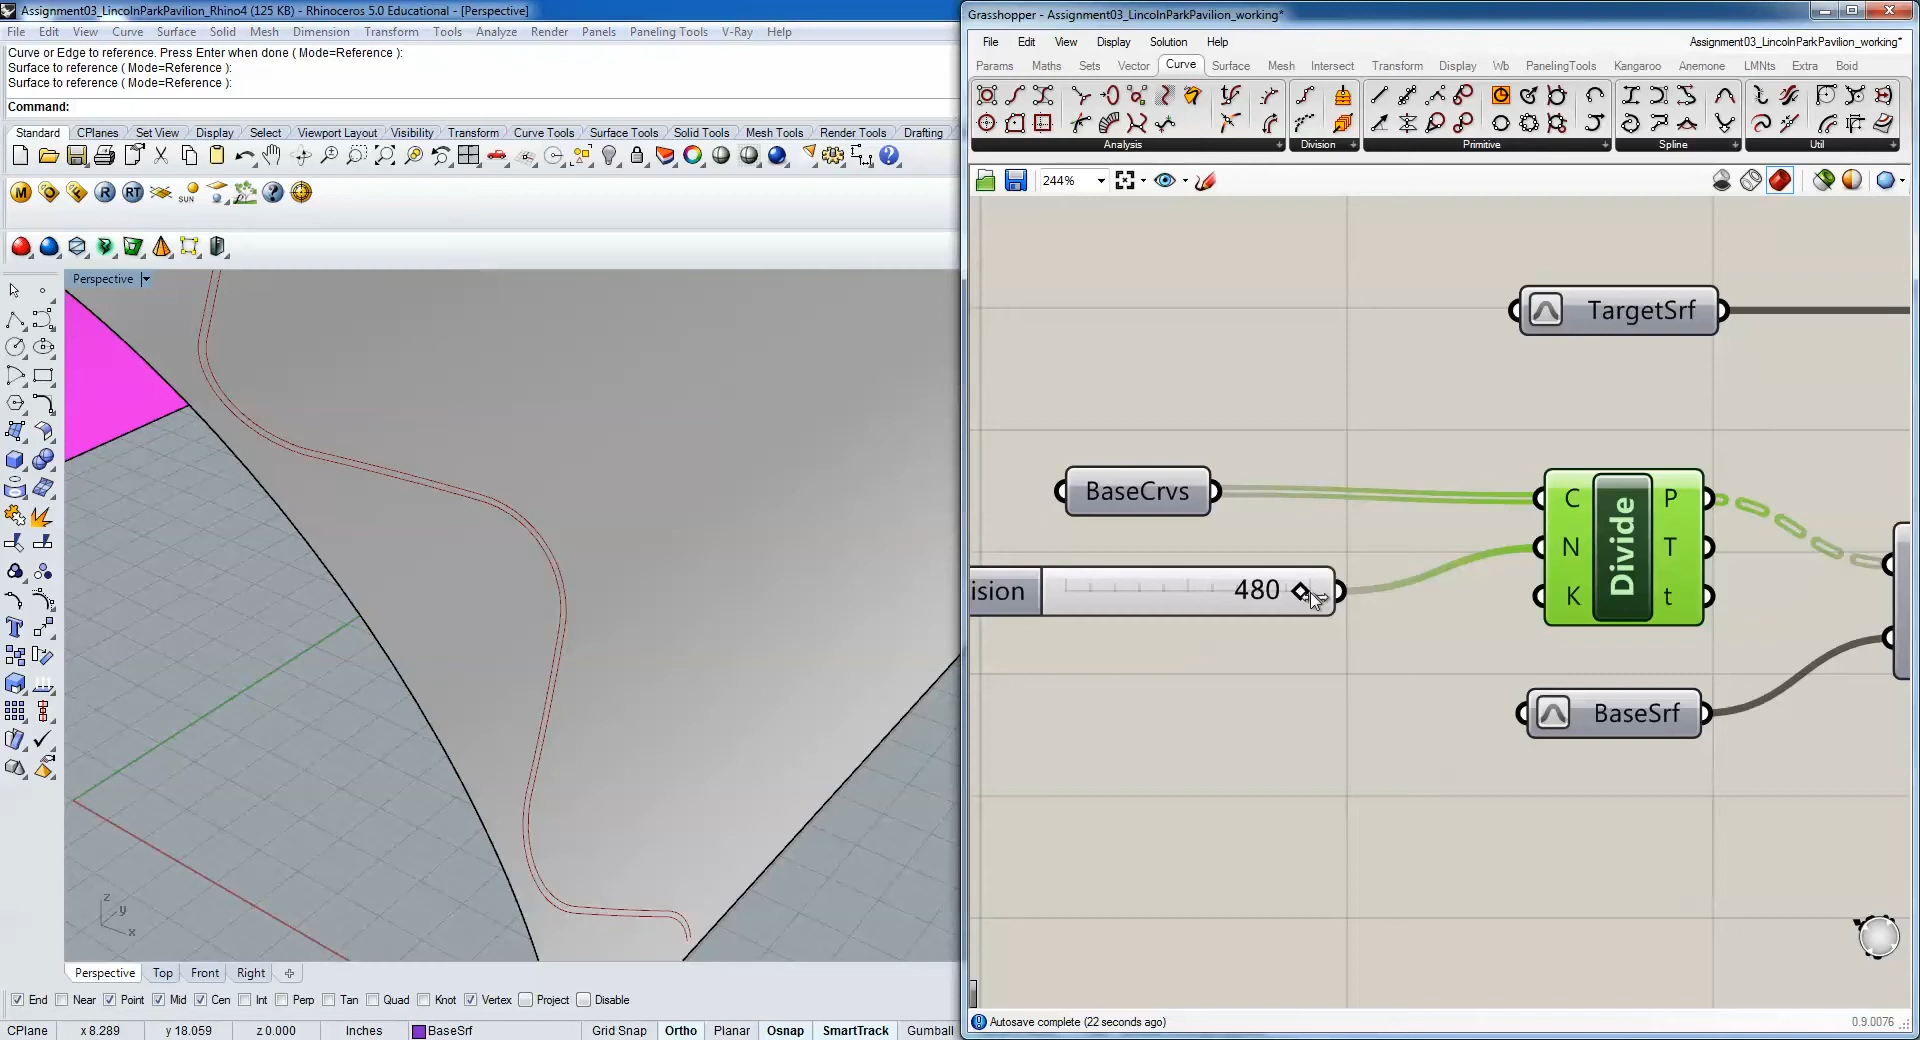 Assignment03_LincolnParkPavilion_Rhino4 (125 KB) - Rhinoceros 5.0 Educational - [Perspective]
File Edit View Curve Surface Solid Mesh Dimension Transform Tools Analyze Render Panels Paneling Tools V-Ray Help
Curve or Edge to reference. Press Enter when done ( Mode=Reference ):
Surface to reference ( Mode=Reference ):
Surface to reference ( Mode=Reference ):
Command:
Standard CPlanes Set View Display Select Viewport Layout Visibility Transform Curve Tools Surface Tools Solid Tools Mesh Tools Render Tools Drafting
M O F R RT SUN
Perspective
z
y
x
Perspective Top Front Right
End Near Point Mid Cen Int Perp Tan Quad Knot Vertex Project Disable
CPlane x 8.289 y 18.059 z 0.000 Inches BaseSrf Grid Snap Ortho Planar Osnap SmartTrack Gumball
Grasshopper - Assignment03_LincolnParkPavilion_working*
File Edit View Display Solution Help Assignment03_LincolnParkPavilion_working*
Params Maths Sets Vector Curve Surface Mesh Intersect Transform Display Wb PanelingTools Kangaroo Anemone LMNts Extra Boid
Analysis Division Primitive Spline Util
244%
TargetSrf
BaseCrvs
ision 480
C N K Divide P T t
BaseSrf
Autosave complete (22 seconds ago) 0.9.0076